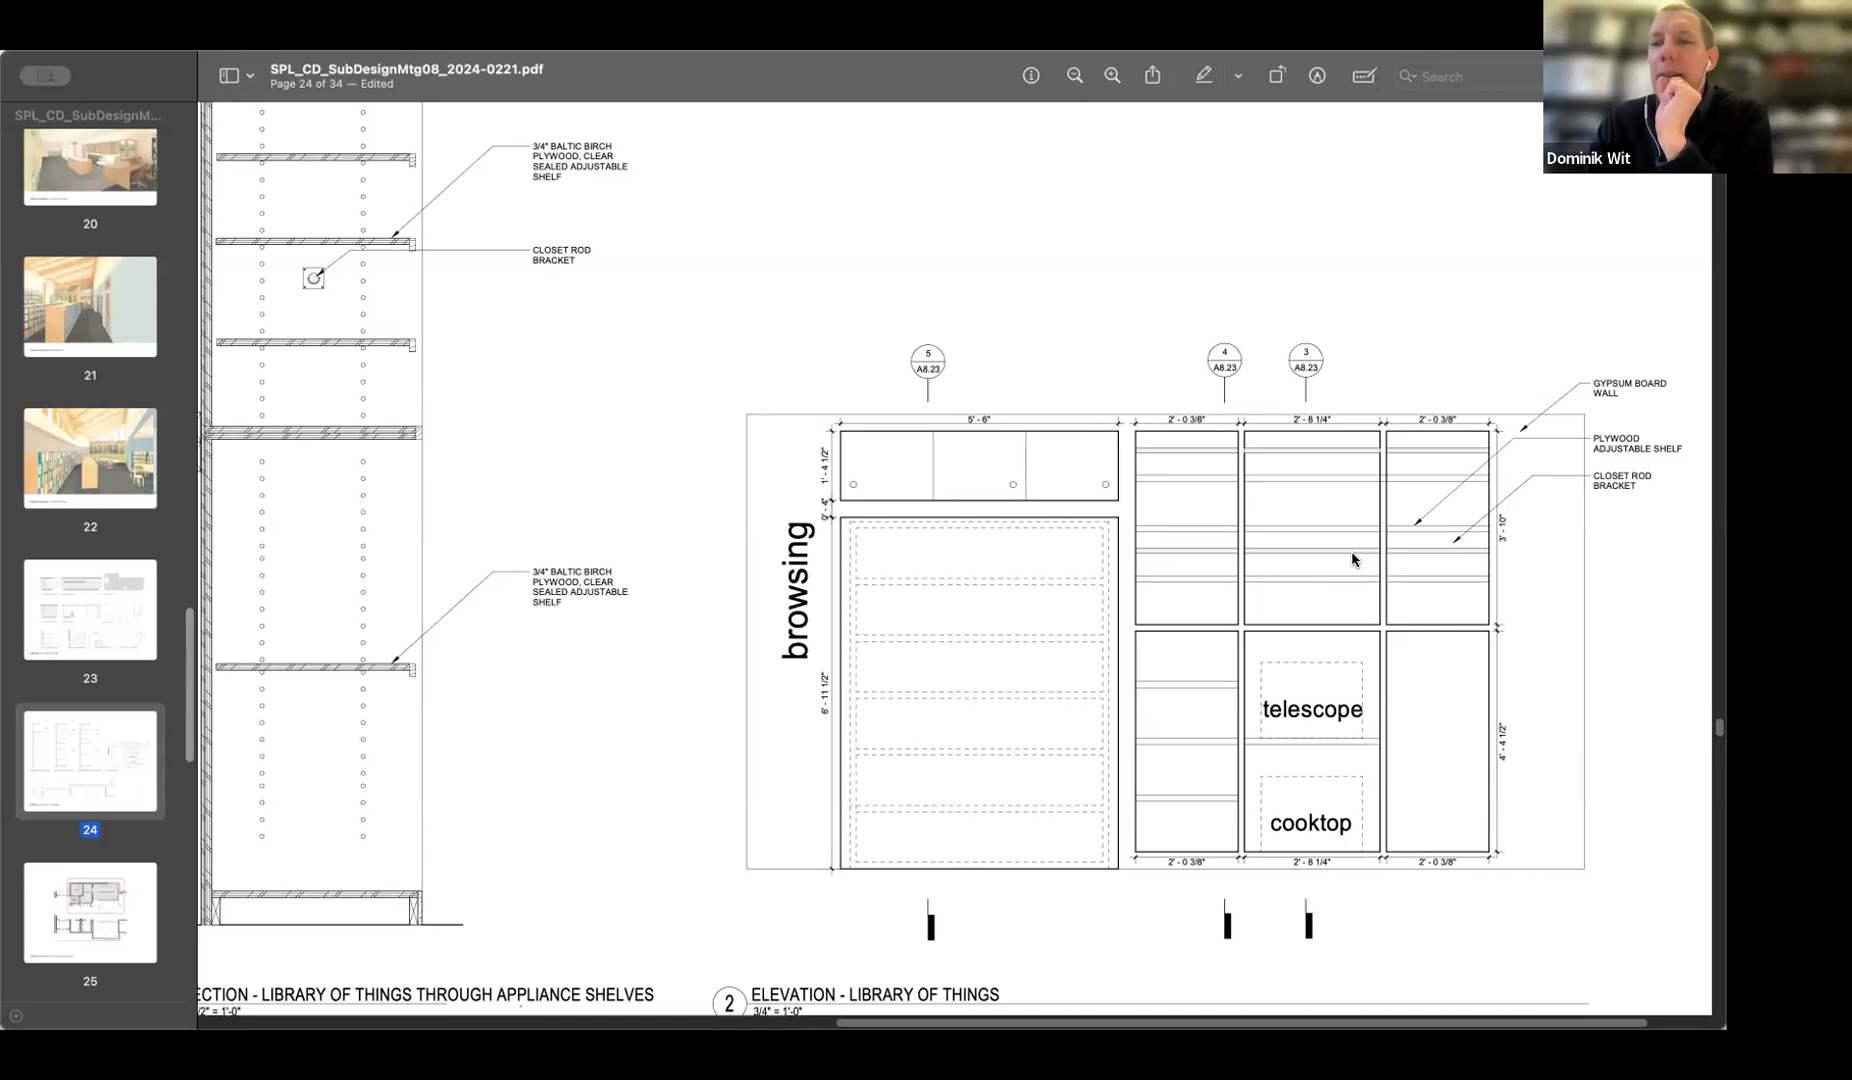 SPL_CD_SubDesignMtg08_2024-0221.pdf
Page 24 of 34 — Edited
Search
Dominik Wit
SPL_CD_SubDesignM...
20
21
22
23
24
25
3/4" BALTIC BIRCH
PLYWOOD, CLEAR
SEALED ADJUSTABLE
SHELF
CLOSET ROD
BRACKET
3/4" BALTIC BIRCH
PLYWOOD, CLEAR
SEALED ADJUSTABLE
SHELF
5
A8.23
4
A8.23
3
A8.23
GYPSUM BOARD
WALL
PLYWOOD
ADJUSTABLE SHELF
CLOSET ROD
BRACKET
5' - 6"
2' - 0 3/8"
2' - 8 1/4"
2' - 0 3/8"
1' - 4 1/2"
0' - 4"
6' - 11 1/2"
3' - 10"
4' - 4 1/2"
browsing
telescope
cooktop
2' - 0 3/8"
2' - 8 1/4"
2' - 0 3/8"
ECTION - LIBRARY OF THINGS THROUGH APPLIANCE SHELVES
/2" = 1'-0"
2
ELEVATION - LIBRARY OF THINGS
3/4" = 1'-0"